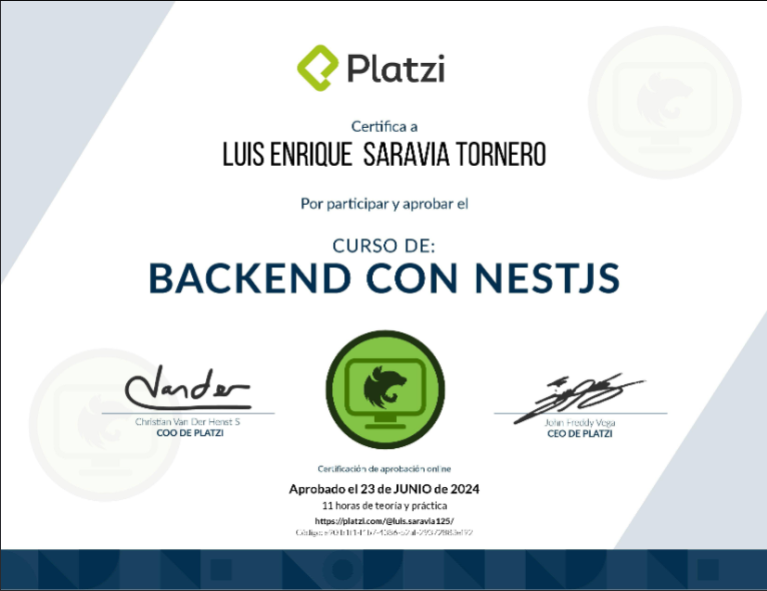 Platzi
Certifica a
LUIS ENRIQUE SARAVIA TORNERO
Por participar y aprobar el
CURSO DE:
BACKEND CON NESTJS
Christian Van Der Henst S
COO DE PLATZI
John Freddy Vega
CEO DE PLATZI
Certificación de aprobación online
Aprobado el 23 de JUNIO de 2024
11 horas de teoría y práctica
https://platzi.com/@luis.saravia125/
Código: